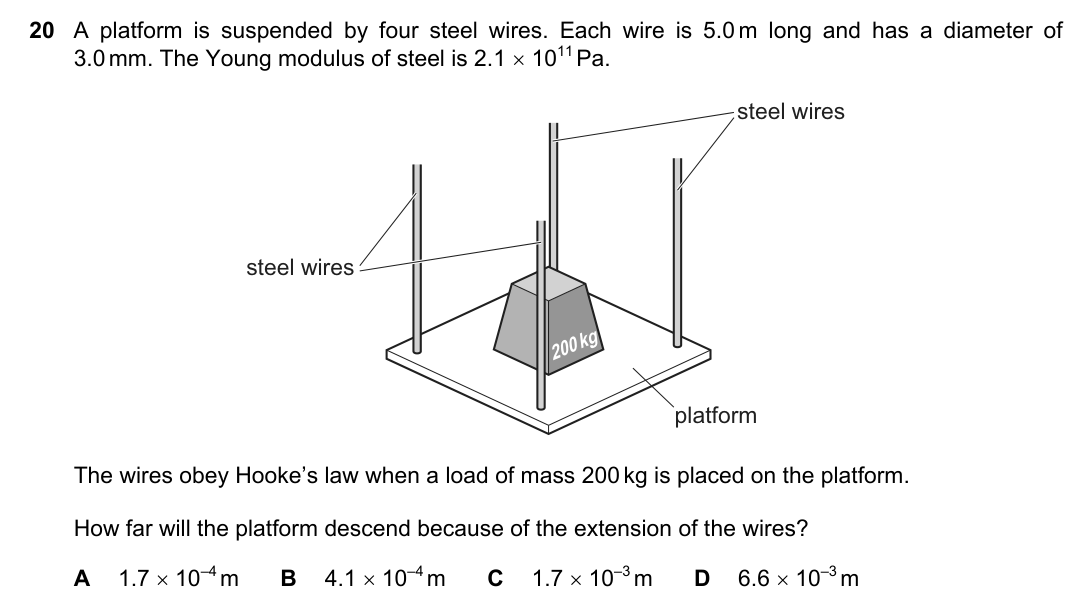 20 A platform is suspended by four steel wires. Each wire is 5.0 m long and has a diameter of
3.0 mm. The Young modulus of steel is 2.1 × 10¹¹ Pa.
steel wires
steel wires
200 kg
platform
The wires obey Hooke’s law when a load of mass 200 kg is placed on the platform.
How far will the platform descend because of the extension of the wires?
A 1.7 × 10⁻⁴ m B 4.1 × 10⁻⁴ m C 1.7 × 10⁻³ m D 6.6 × 10⁻³ m